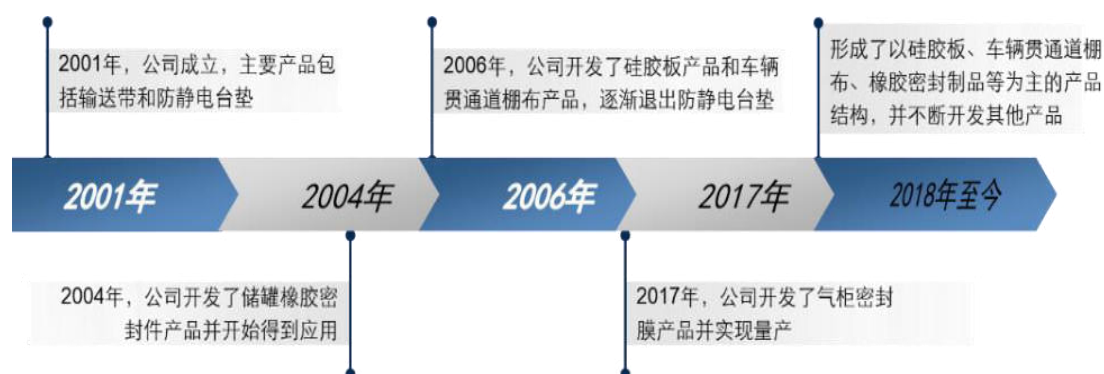 2001年，公司成立，主要产品包
括输送带和防静电台垫
2006年，公司开发了硅胶板产品和车辆
贯通道棚布产品，逐渐退出防静电台垫
形成了以硅胶板、车辆贯通道棚
布、橡胶密封制品等为主的产品
结构，并不断开发其他产品
2001年
2004年
2006年
2017年
2018年至今
2004年，公司开发了储罐橡胶密
封件产品并开始得到应用
2017年，公司开发了气柜密封
膜产品并实现量产